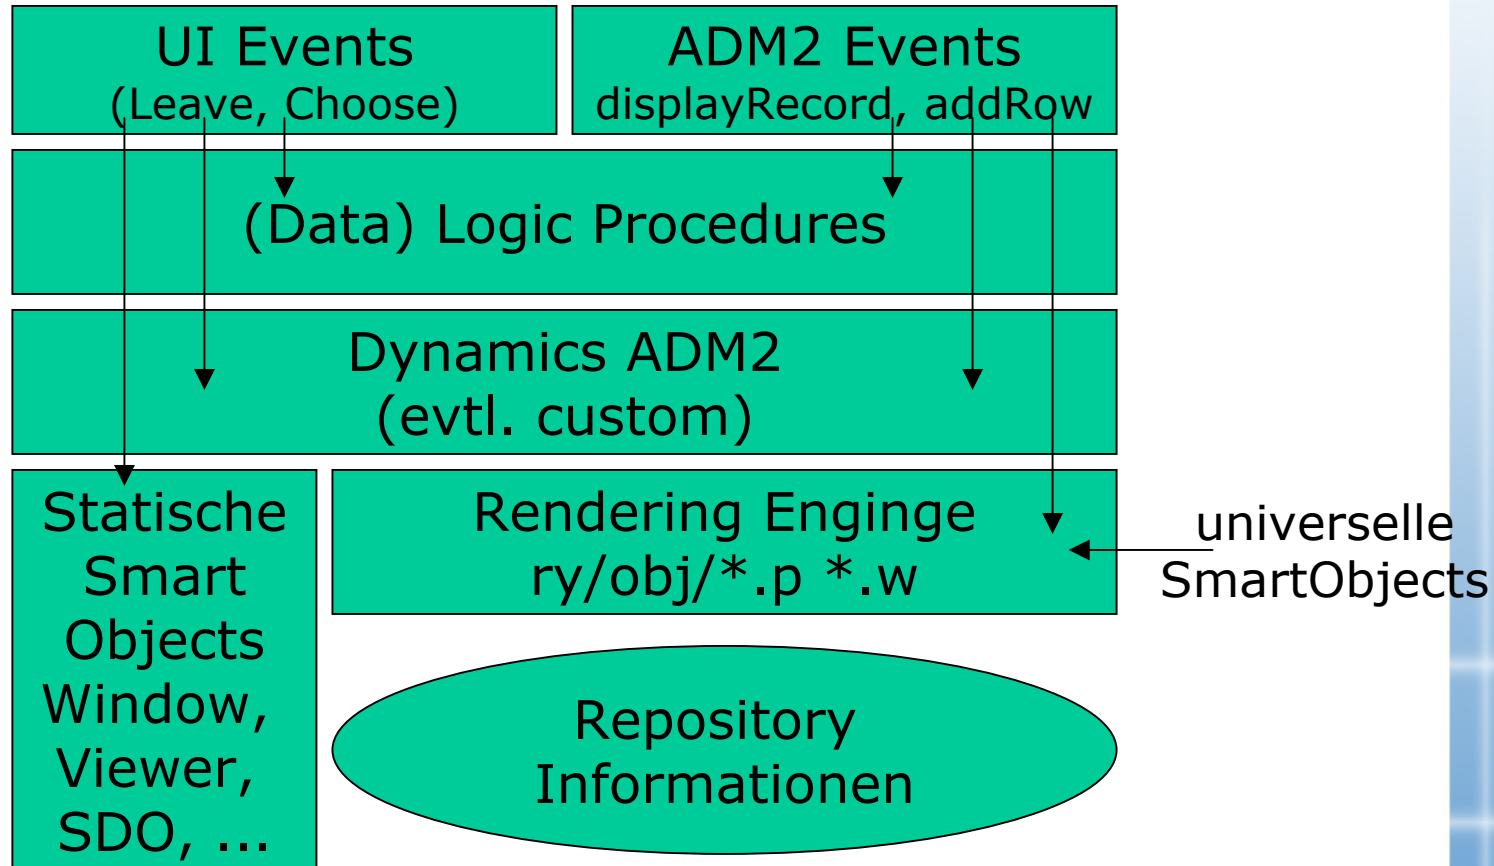 UI Events
(Leave, Choose)
ADM2 Events
displayRecord, addRow
(Data) Logic Procedures
Dynamics ADM2
(evtl. custom)
Statische
Smart
Objects
Window,
Viewer,
SDO, ...
Rendering Enginge
ry/obj/*.p *.w
universelle
SmartObjects
Repository
Informationen